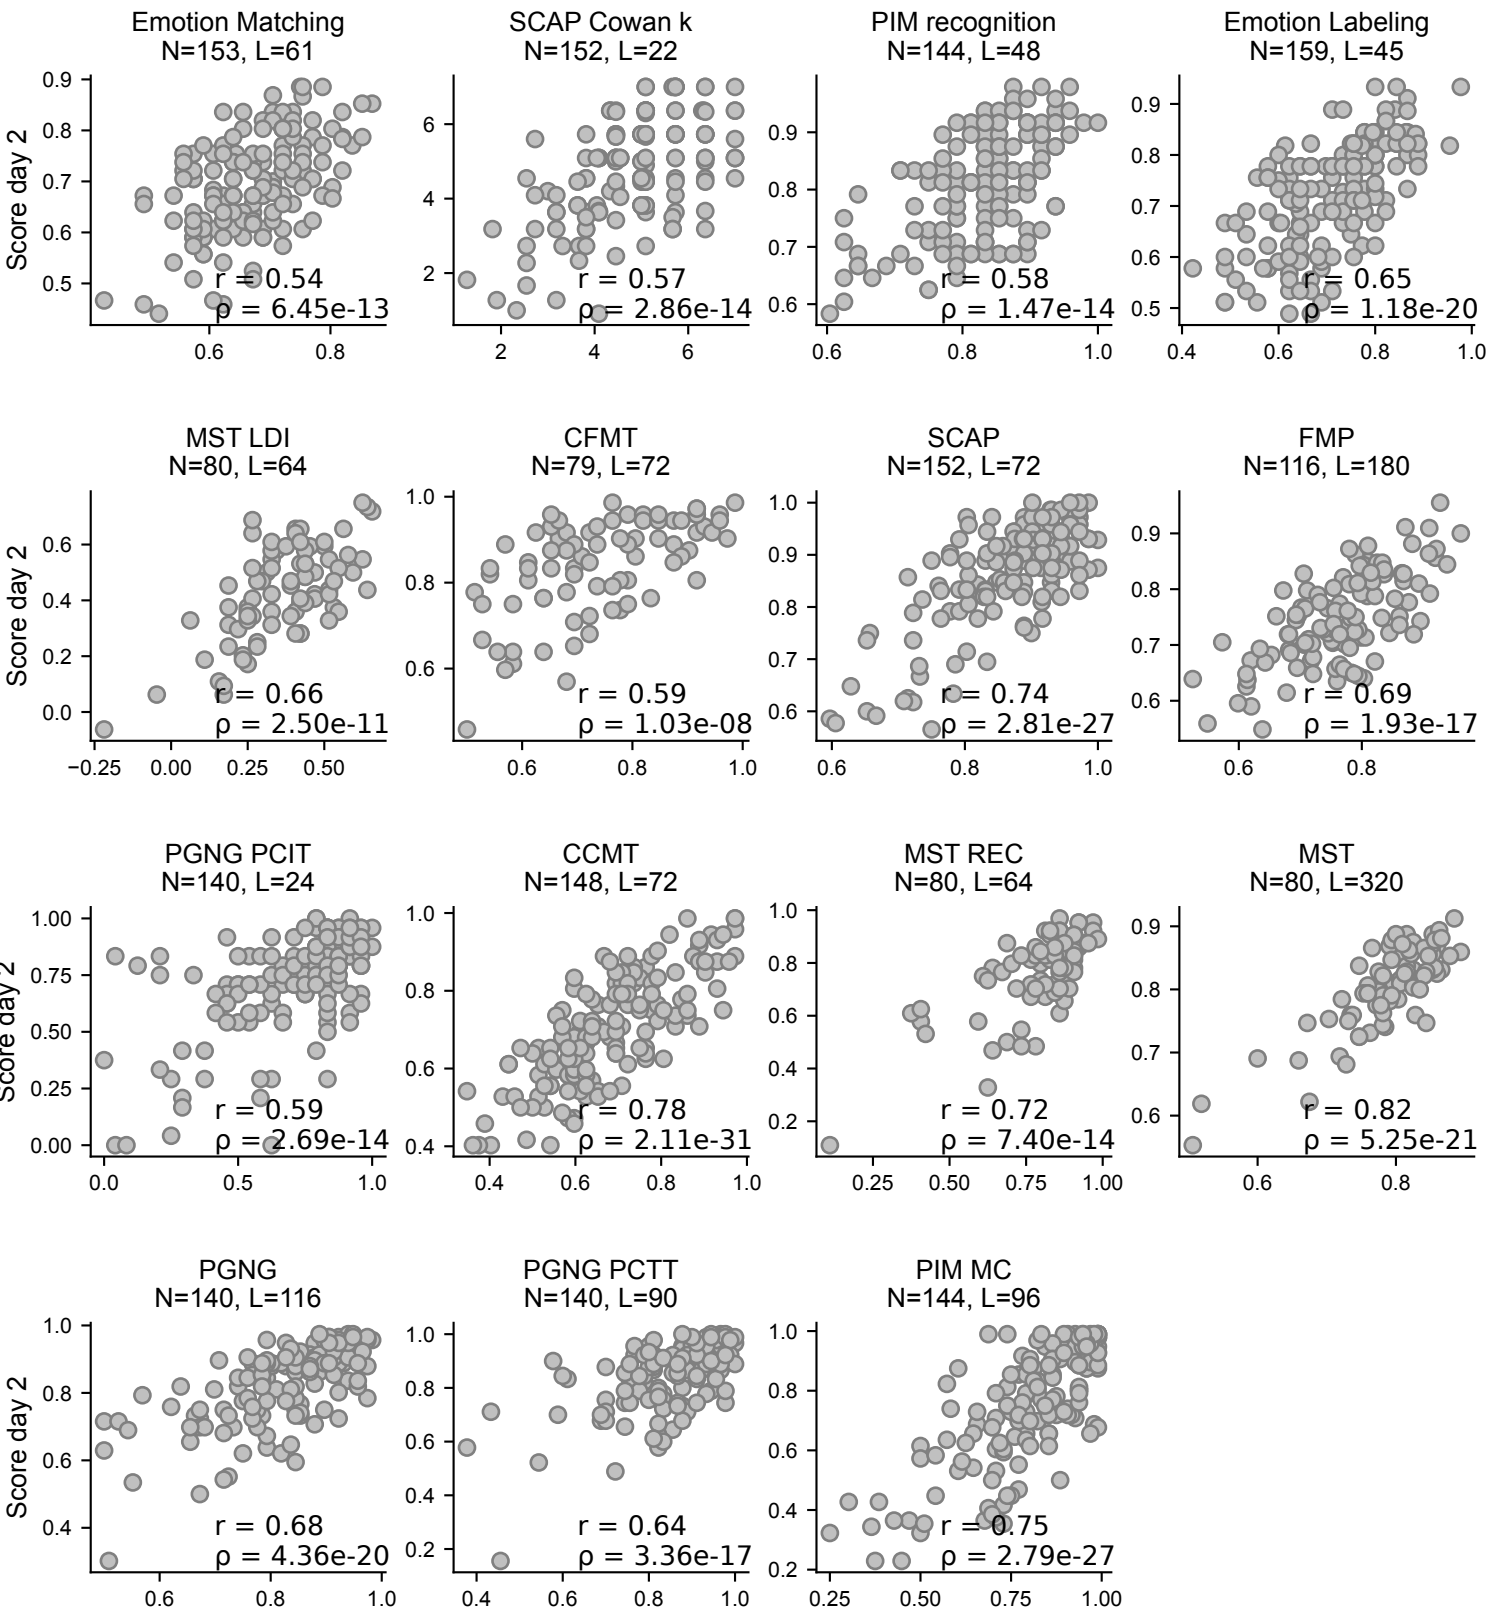 Emotion Matching
N=153, L=61
SCAP Cowan k
N=152, L=22
PIM recognition
N=144, L=48
Emotion Labeling
N=159, L=45
Score day 2
0.9
0.8
0.7
0.6
0.5
r = 0.54
ρ = 6.45e-13
0.6 0.8
6
4
2
r = 0.57
ρ = 2.86e-14
2 4 6
0.9
0.8
0.7
0.6
r = 0.58
ρ = 1.47e-14
0.6 0.8 1.0
0.9
0.8
0.7
0.6
0.5
r = 0.65
ρ = 1.18e-20
0.4 0.6 0.8 1.0
MST LDI
N=80, L=64
CFMT
N=79, L=72
SCAP
N=152, L=72
FMP
N=116, L=180
Score day 2
0.6
0.4
0.2
0.0
r = 0.66
ρ = 2.50e-11
−0.25 0.00 0.25 0.50
1.0
0.8
0.6
r = 0.59
ρ = 1.03e-08
0.6 0.8 1.0
1.0
0.9
0.8
0.7
0.6
r = 0.74
ρ = 2.81e-27
0.6 0.8 1.0
0.9
0.8
0.7
0.6
r = 0.69
ρ = 1.93e-17
0.6 0.8
PGNG PCIT
N=140, L=24
CCMT
N=148, L=72
MST REC
N=80, L=64
MST
N=80, L=320
Score day 2
1.00
0.75
0.50
0.25
0.00
r = 0.59
ρ = 2.69e-14
0.0 0.5 1.0
1.0
0.8
0.6
0.4
r = 0.78
ρ = 2.11e-31
0.4 0.6 0.8 1.0
1.0
0.8
0.6
0.4
0.2
r = 0.72
ρ = 7.40e-14
0.25 0.50 0.75 1.00
0.9
0.8
0.7
0.6
r = 0.82
ρ = 5.25e-21
0.6 0.8
PGNG
N=140, L=116
PGNG PCTT
N=140, L=90
PIM MC
N=144, L=96
Score day 2
1.0
0.8
0.6
0.4
r = 0.68
ρ = 4.36e-20
0.6 0.8 1.0
1.0
0.8
0.6
0.4
0.2
r = 0.64
ρ = 3.36e-17
0.4 0.6 0.8 1.0
1.0
0.8
0.6
0.4
0.2
r = 0.75
ρ = 2.79e-27
0.25 0.50 0.75 1.00